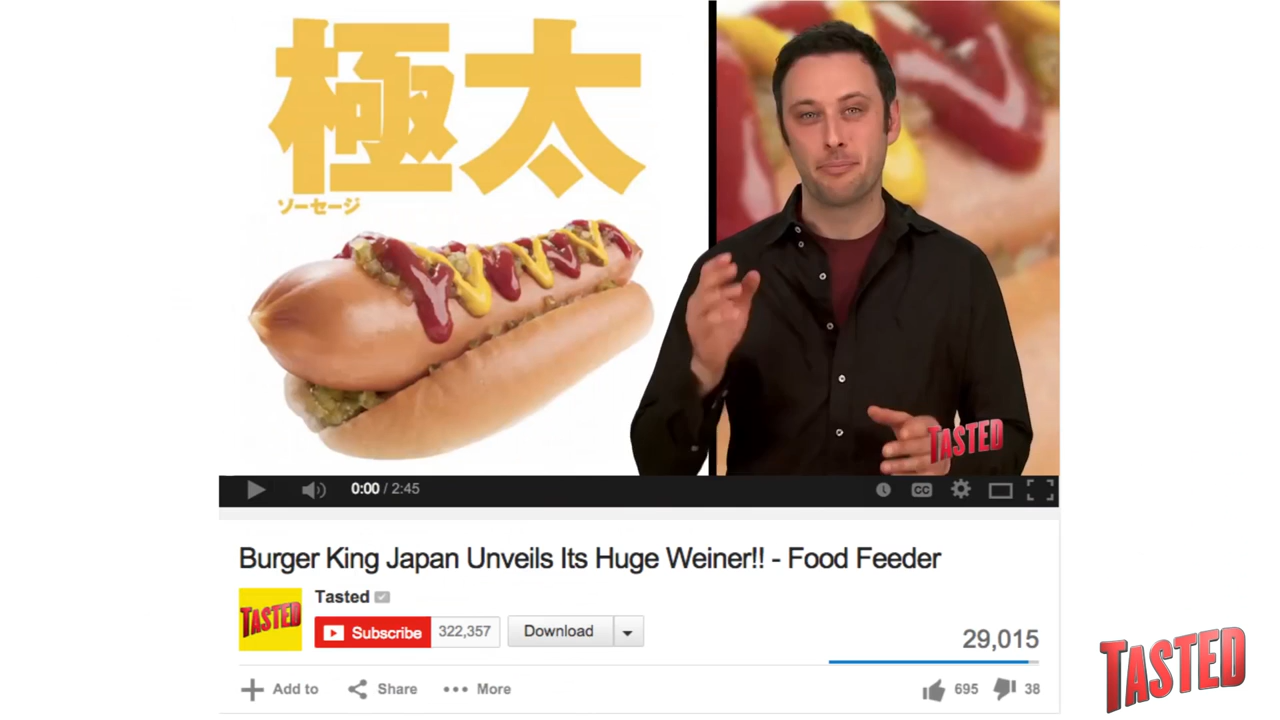 極太
ソーセージ
TASTED
0:00 / 2:45
CC
Burger King Japan Unveils Its Huge Weiner!! - Food Feeder
TASTED
Tasted
Subscribe 322,357 Download
29,015
Add to Share More 695 38
TASTED